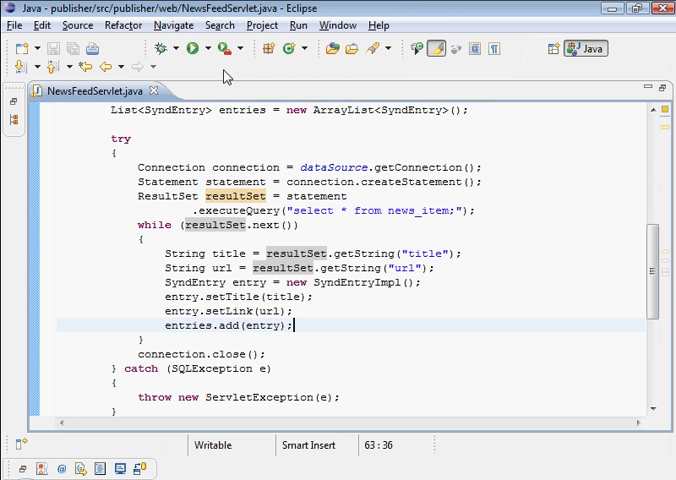 Java - publisher/src/publisher/web/NewsFeedServlet.java - Eclipse
File Edit Source Refactor Navigate Search Project Run Window Help
Java
NewsFeedServlet.java
List<SyndEntry> entries = new ArrayList<SyndEntry>();
try
{
Connection connection = dataSource.getConnection();
Statement statement = connection.createStatement();
ResultSet resultSet = statement
.executeQuery("select * from news_item;");
while (resultSet.next())
{
String title = resultSet.getString("title");
String url = resultSet.getString("url");
SyndEntry entry = new SyndEntryImpl();
entry.setTitle(title);
entry.setLink(url);
entries.add(entry);
}
connection.close();
} catch (SQLException e)
{
throw new ServletException(e);
}
Writable Smart Insert 63 : 36